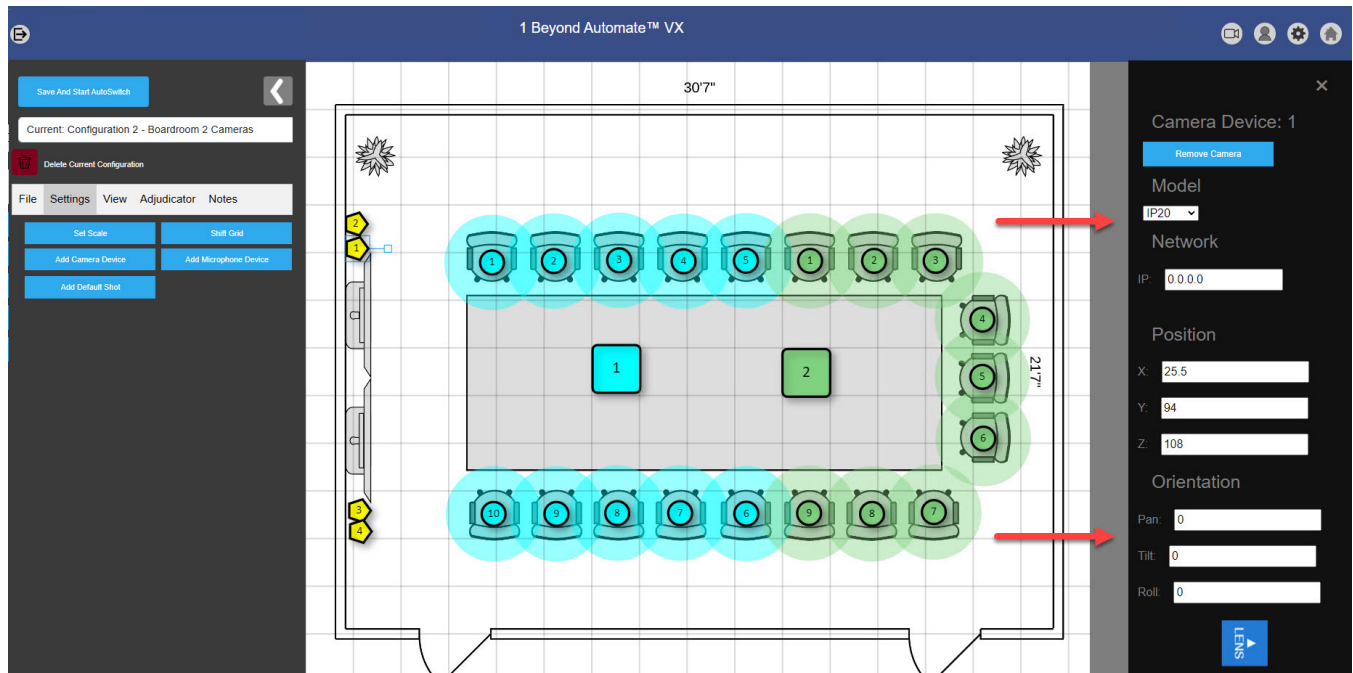 1 Beyond Automate™ VX
Save And Start AutoSwitch
Current: Configuration 2 - Boardroom 2 Cameras
Delete Current Configuration
File Settings View Adjudicator Notes
Set Scale Shift Grid
Add Camera Device Add Microphone Device
Add Default Shot
30'7"
2
1
1 2 3 4 5 1 2 3
4
1 2
5
21'7"
6
3
4
10 9 8 7 6 9 8 7
Camera Device: 1
Remove Camera
Model
IP20
Network
IP: 0.0.0.0
Position
X: 25.5
Y: 94
Z: 108
Orientation
Pan: 0
Tilt: 0
Roll: 0
LENS